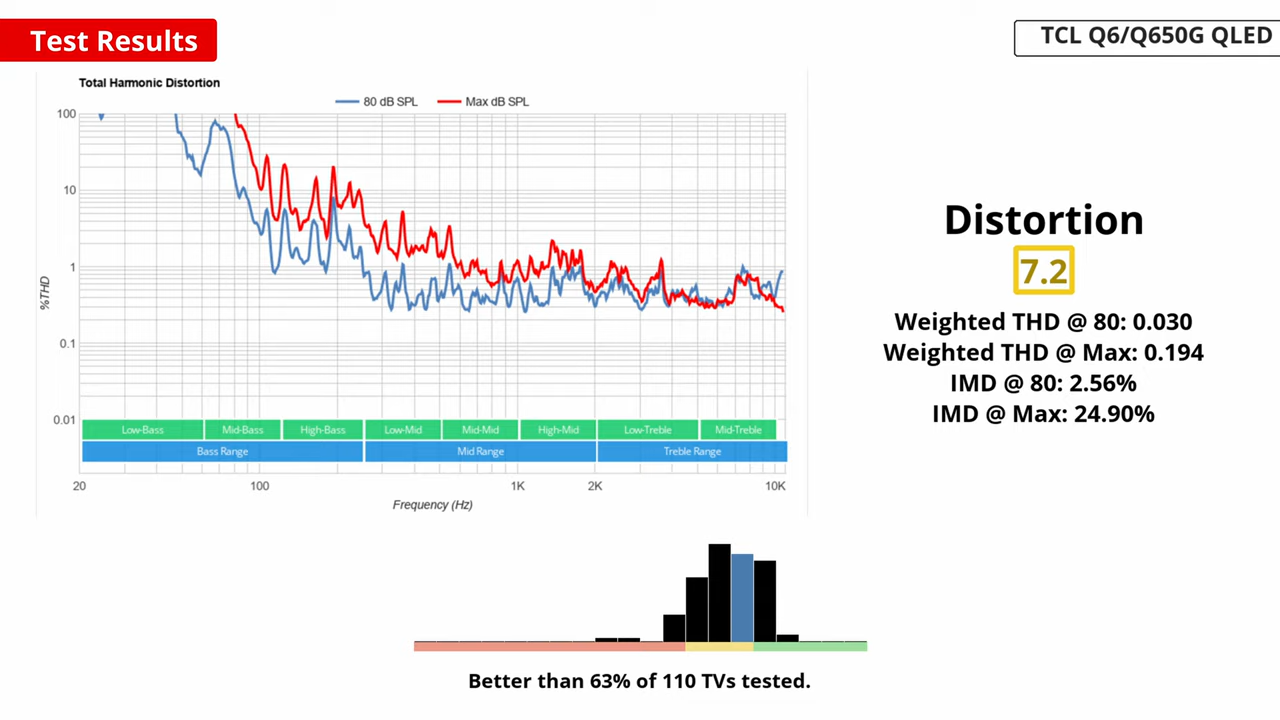 Test Results
TCL Q6/Q650G QLED
Total Harmonic Distortion
80 dB SPL
Max dB SPL
100
10
1
0.1
0.01
%THD
Low-Bass
Mid-Bass
High-Bass
Low-Mid
Mid-Mid
High-Mid
Low-Treble
Mid-Treble
Bass Range
Mid Range
Treble Range
20
100
1K
2K
10K
Frequency (Hz)
Distortion
7.2
Weighted THD @ 80: 0.030
Weighted THD @ Max: 0.194
IMD @ 80: 2.56%
IMD @ Max: 24.90%
Better than 63% of 110 TVs tested.